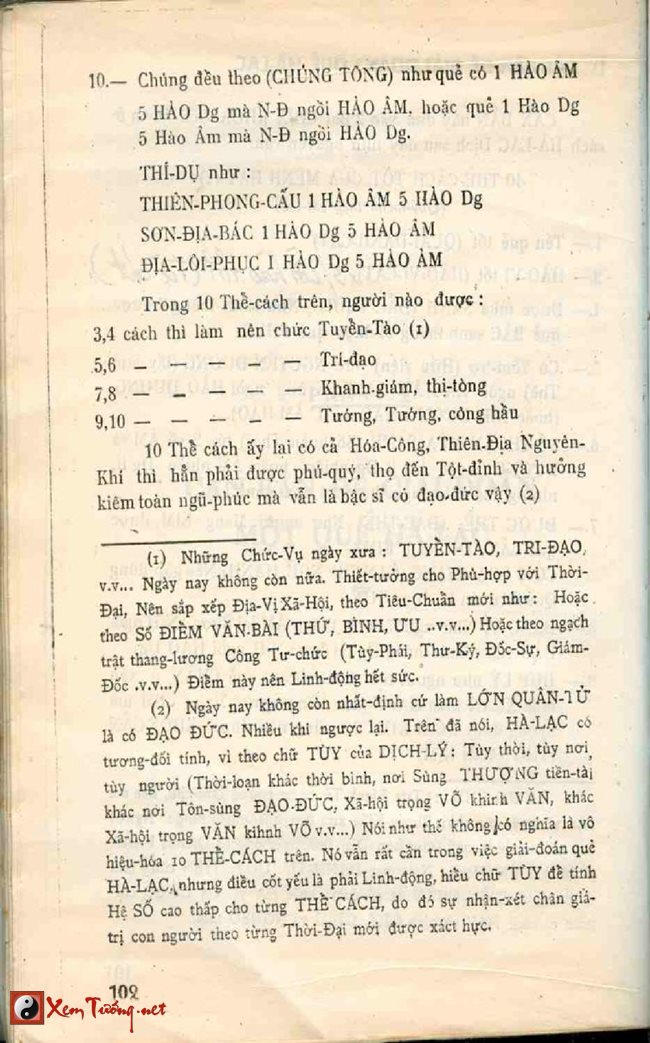 10.— Chúng đều theo (CHÚNG TÔNG) như quẻ có 1 HÀO ÂM
5 HÀO Dg mà N-Đ ngồi HÀO ÂM, hoặc quẻ 1 Hào Dg
5 Hào Âm mà N-Đ ngồi HÀO Dg.
THÍ-DỤ như :
THIÊN-PHONG-CẤU 1 HÀO ÂM 5 HÀO Dg
SƠN-ĐỊA-BÁC 1 HÀO Dg 5 HÀO ÂM
ĐỊA-LÔI-PHỤC 1 HÀO Dg 5 HÀO ÂM
Trong 10 Thể-cách trên, người nào được :
3,4 cách thì làm nên chức Tuyền-Tào (1)
5,6 — — — — — Trí-đạo
7,8 — — — — — Khanh.giám, thị-tòng
9,10 — — — — — Tướng, Tướng, công hầu
10 Thể cách ấy lại có cả Hóa-Công, Thiên-Địa Nguyên-
Khí thì hẳn phải được phú-quý, thọ đến Tột-đỉnh và hưởng
kiêm toàn ngũ-phúc mà vẫn là bậc sĩ có đạo-đức vậy (2)
(1) Những Chức-Vụ ngày xưa : TUYỀN-TÀO, TRI-ĐẠO,
v.v... Ngày nay không còn nữa. Thiết-tưởng cho Phù-hợp với Thời-
Đại, Nên sắp xếp Địa-Vị Xã-Hội, theo Tiêu-Chuẩn mới như : Hoặc
theo Số ĐIỂM VĂN-BÀI (THỨ, BÌNH, ƯU ..v.v...) Hoặc theo ngạch
trật thang-lương Công Tư-chức (Tùy-Phái, Thư-Ký, Đốc-Sự, Giám-
Đốc .v.v...) Điểm này nên Linh-động hết sức.
(2) Ngày nay không còn nhất-định cứ làm LỚN QUÂN-TỬ
là có ĐẠO ĐỨC. Nhiều khi ngược lại. Trên đã nói, HÀ-LẠC có
tương-đối tính, vì theo chữ TÙY của DỊCH-LÝ : Tùy thời, tùy nơi
tùy người (Thời-loạn khác thời bình, nơi Sùng THƯỢNG tiền-tài
khác nơi Tôn-sùng ĐẠO-ĐỨC, Xã-hội trọng VÕ khinh VĂN, khác
Xã-hội trọng VĂN kihnh VÕ v.v...) Nói như thế không có nghĩa là vô
hiệu-hóa 10 THỂ-CÁCH trên. Nó vẫn rất cần trong việc giải-đoán quẻ
HÀ-LẠC, nhưng điều cốt yếu là phải Linh-động, hiểu chữ TÙY để tính
Hệ SỐ cao thấp cho từng THỂ CÁCH, do đó sự nhận-xét chân giá-
trị con người theo từng Thời-Đại mới được xáct hực.
102
XemTướng.net